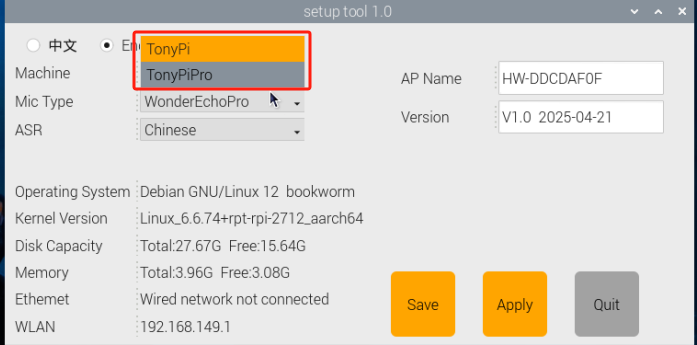 setup tool 1.0
中文 En
TonyPi
TonyPiPro
Machine
AP Name HW-DDCDAF0F
Mic Type WonderEchoPro
Version V1.0 2025-04-21
ASR Chinese
Operating System Debian GNU/Linux 12 bookworm
Kernel Version Linux_6.6.74+rpt-rpi-2712_aarch64
Disk Capacity Total:27.67G Free:15.64G
Memory Total:3.96G Free:3.08G
Ethemet Wired network not connected
WLAN 192.168.149.1
Save Apply Quit